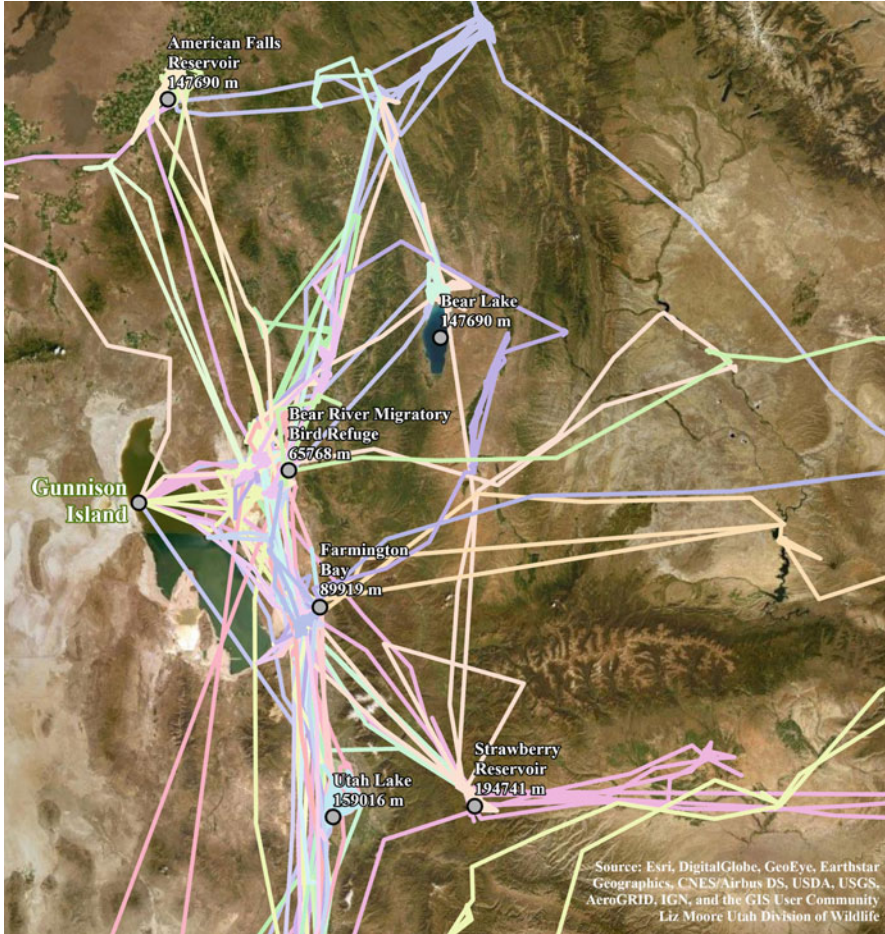 American Falls
Reservoir
147690 m
Bear Lake
147690 m
Bear River Migratory
Bird Refuge
65768 m
Gunnison
Island
Farmington
Bay
89919 m
Strawberry
Reservoir
194741 m
Utah Lake
159016 m
Source: Esri, DigitalGlobe, GeoEye, Earthstar
Geographics, CNES/Airbus DS, USDA, USGS,
AeroGRID, IGN, and the GIS User Community
Liz Moore Utah Division of Wildlife